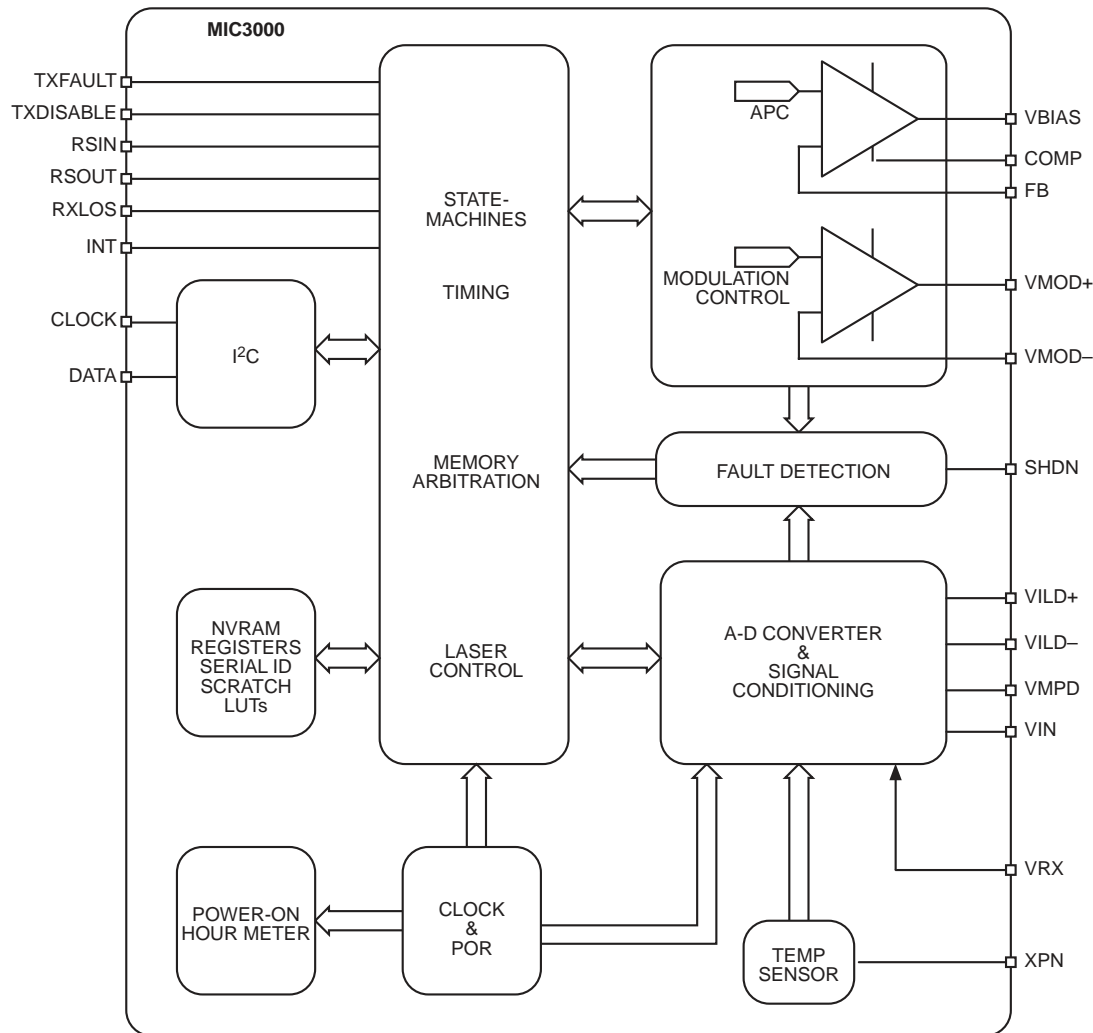 MIC3000
TXFAULT
TXDISABLE
RSIN
RSOUT
RXLOS
INT
CLOCK
DATA
I²C
STATE-
MACHINES
TIMING
MEMORY
ARBITRATION
LASER
CONTROL
APC
MODULATION
CONTROL
VBIAS
COMP
FB
VMOD+
VMOD–
FAULT DETECTION
SHDN
NVRAM
REGISTERS
SERIAL ID
SCRATCH
LUTs
A-D CONVERTER
&
SIGNAL
CONDITIONING
VILD+
VILD–
VMPD
VIN
VRX
POWER-ON
HOUR METER
CLOCK
&
POR
TEMP
SENSOR
XPN